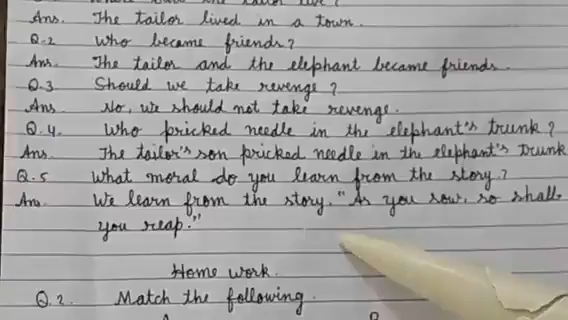 Ans. The tailor lived in a town.
Q.2 Who became friends?
Ans. The tailor and the elephant became friends.
Q.3 Should we take revenge?
Ans. No, we should not take revenge.
Q.4. Who pricked needle in the elephant's trunk?
Ans. The tailor's son pricked needle in the elephant's trunk
Q.5 What moral do you learn from the story?
Ans. We learn from the story. "As you sow, so shall
you reap."
Home work.
Q.2. Match the following.